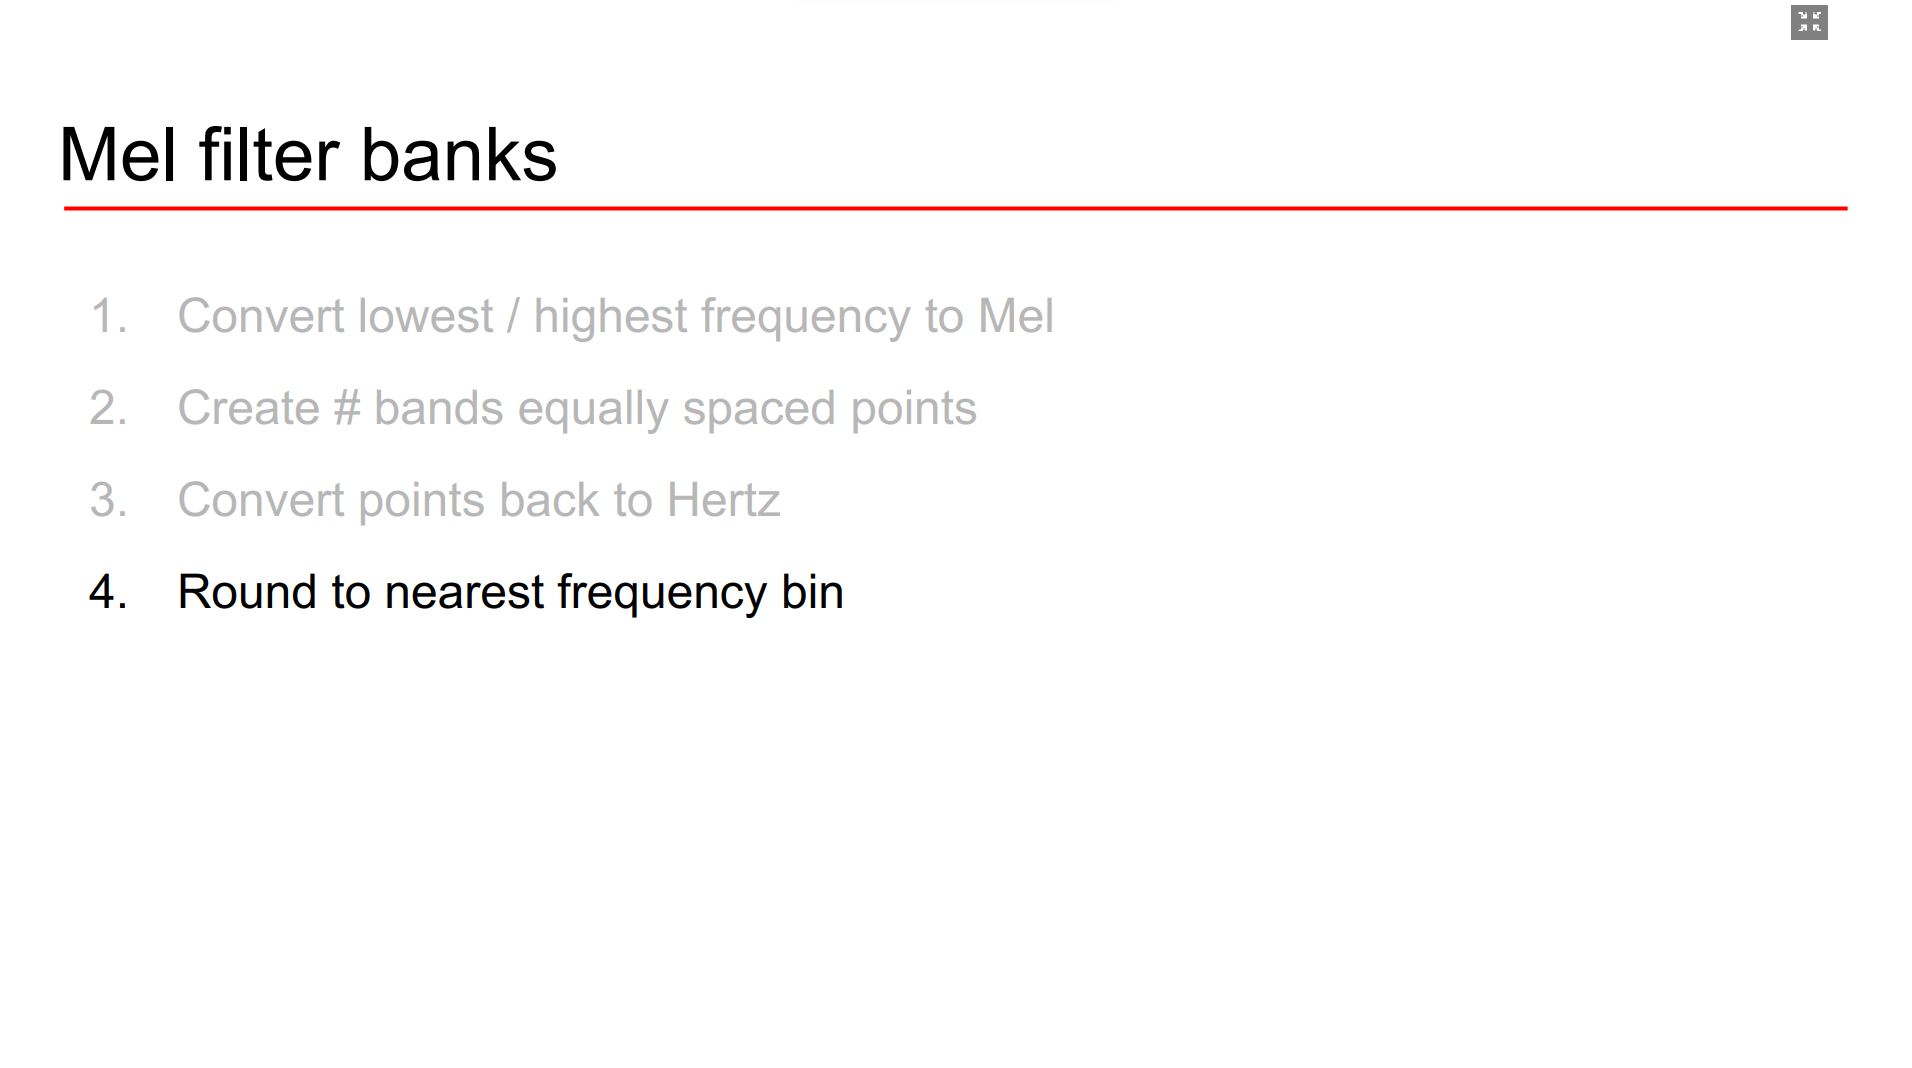 Mel filter banks
1. Convert lowest / highest frequency to Mel
2. Create # bands equally spaced points
3. Convert points back to Hertz
4. Round to nearest frequency bin